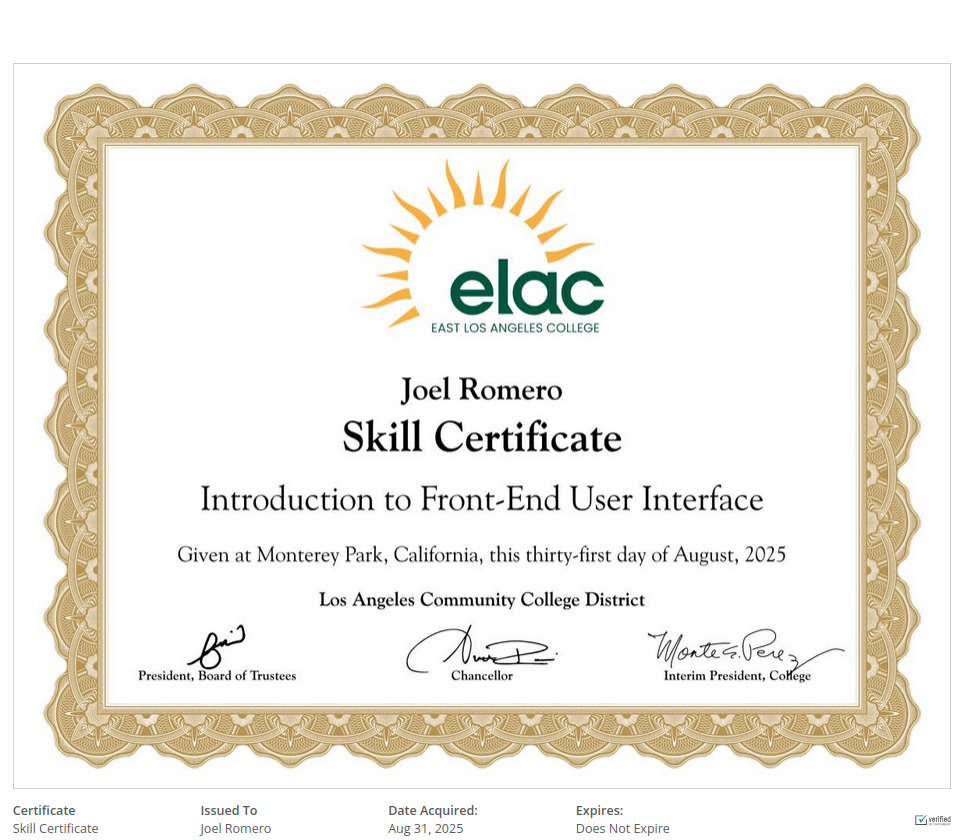 elac
EAST LOS ANGELES COLLEGE
Joel Romero
Skill Certificate
Introduction to Front-End User Interface
Given at Monterey Park, California, this thirty-first day of August, 2025
Los Angeles Community College District
Monte E. Perez
President, Board of Trustees
Chancellor
Interim President, College
Certificate
Skill Certificate
Issued To
Joel Romero
Date Acquired:
Aug 31, 2025
Expires:
Does Not Expire
verified